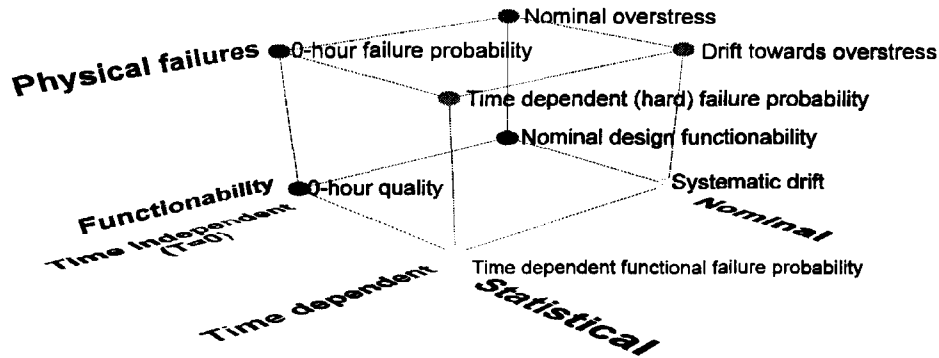 Nominal overstress
Physical failures
0-hour failure probability
Drift towards overstress
Time dependent (hard) failure probability
Nominal design functionability
Functionability
0-hour quality
Systematic drift
Time independent
(T=0)
Nominal
Time dependent
Time dependent functional failure probability
Statistical